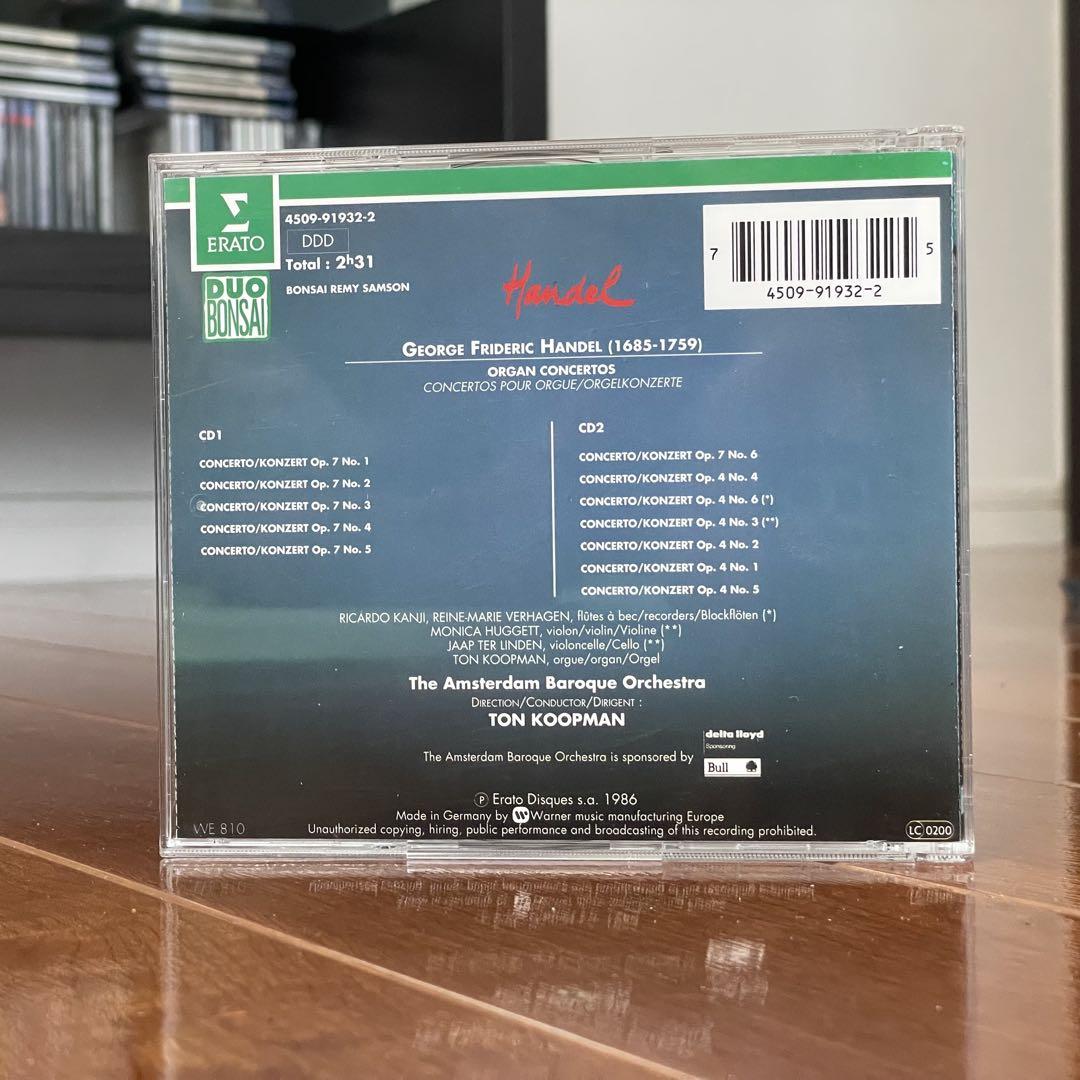 Σ
ERATO
4509-91932-2
DDD
Total : 2h31
DUO
BONSAI
BONSAI REMY SAMSON
Handel
7
5
4509-91932-2
GEORGE FRIDERIC HANDEL (1685-1759)
ORGAN CONCERTOS
CONCERTOS POUR ORGUE/ORGELKONZERTE
CD1
CONCERTO/KONZERT Op. 7 No. 1
CONCERTO/KONZERT Op. 7 No. 2
CONCERTO/KONZERT Op. 7 No. 3
CONCERTO/KONZERT Op. 7 No. 4
CONCERTO/KONZERT Op. 7 No. 5
CD2
CONCERTO/KONZERT Op. 7 No. 6
CONCERTO/KONZERT Op. 4 No. 4
CONCERTO/KONZERT Op. 4 No. 6 (*)
CONCERTO/KONZERT Op. 4 No. 3 (**)
CONCERTO/KONZERT Op. 4 No. 2
CONCERTO/KONZERT Op. 4 No. 1
CONCERTO/KONZERT Op. 4 No. 5
RICARDO KANJI, REINE-MARIE VERHAGEN, flûtes à bec/recorders/Blockflöten (*)
MONICA HUGGETT, violon/violin/Violine (**)
JAAP TER LINDEN, violoncelle/Cello (**)
TON KOOPMAN, orgue/organ/Orgel
The Amsterdam Baroque Orchestra
DIRECTION/CONDUCTOR/DIRIGENT :
TON KOOPMAN
The Amsterdam Baroque Orchestra is sponsored by
delta lloyd
Sponsoring
Bull
℗ Erato Disques s.a. 1986
Made in Germany by Warner music manufacturing Europe
Unauthorized copying, hiring, public performance and broadcasting of this recording prohibited.
WE 810
LC 0200